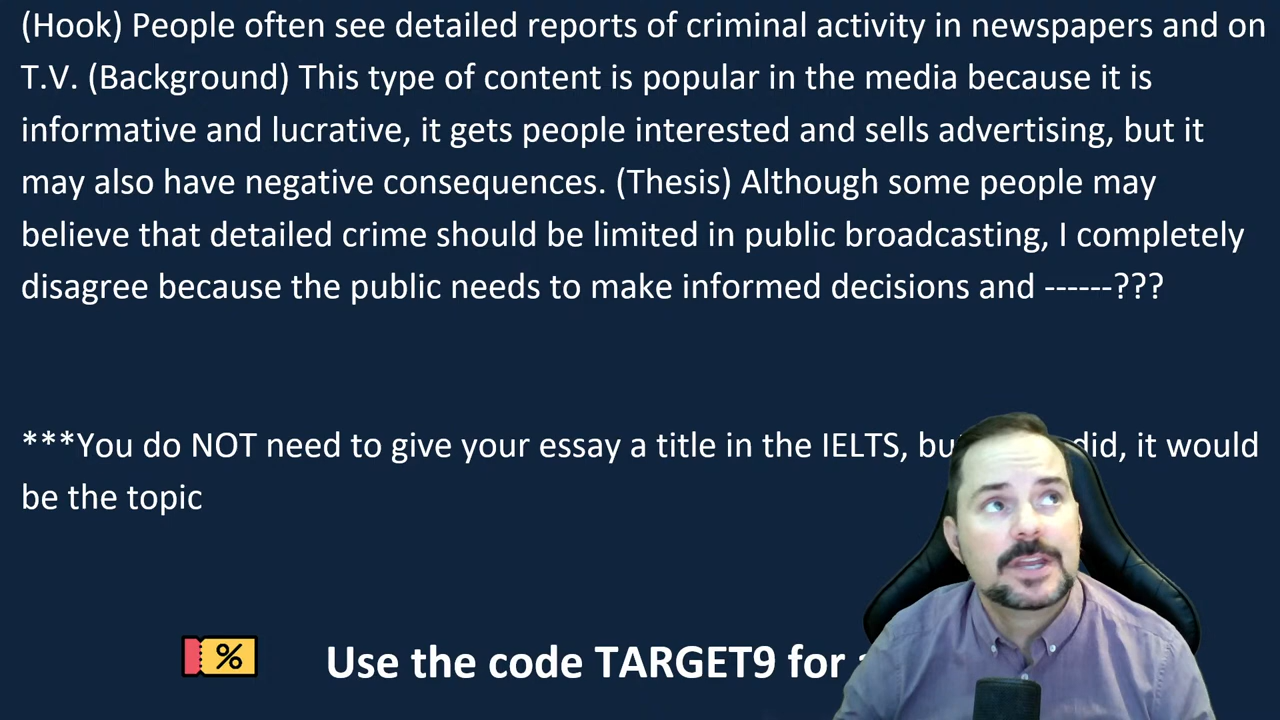 (Hook) People often see detailed reports of criminal activity in newspapers and on
T.V. (Background) This type of content is popular in the media because it is
informative and lucrative, it gets people interested and sells advertising, but it
may also have negative consequences. (Thesis) Although some people may
believe that detailed crime should be limited in public broadcasting, I completely
disagree because the public needs to make informed decisions and ------???
***You do NOT need to give your essay a title in the IELTS, did, it would
be the topic
% Use the code TARGET9 for